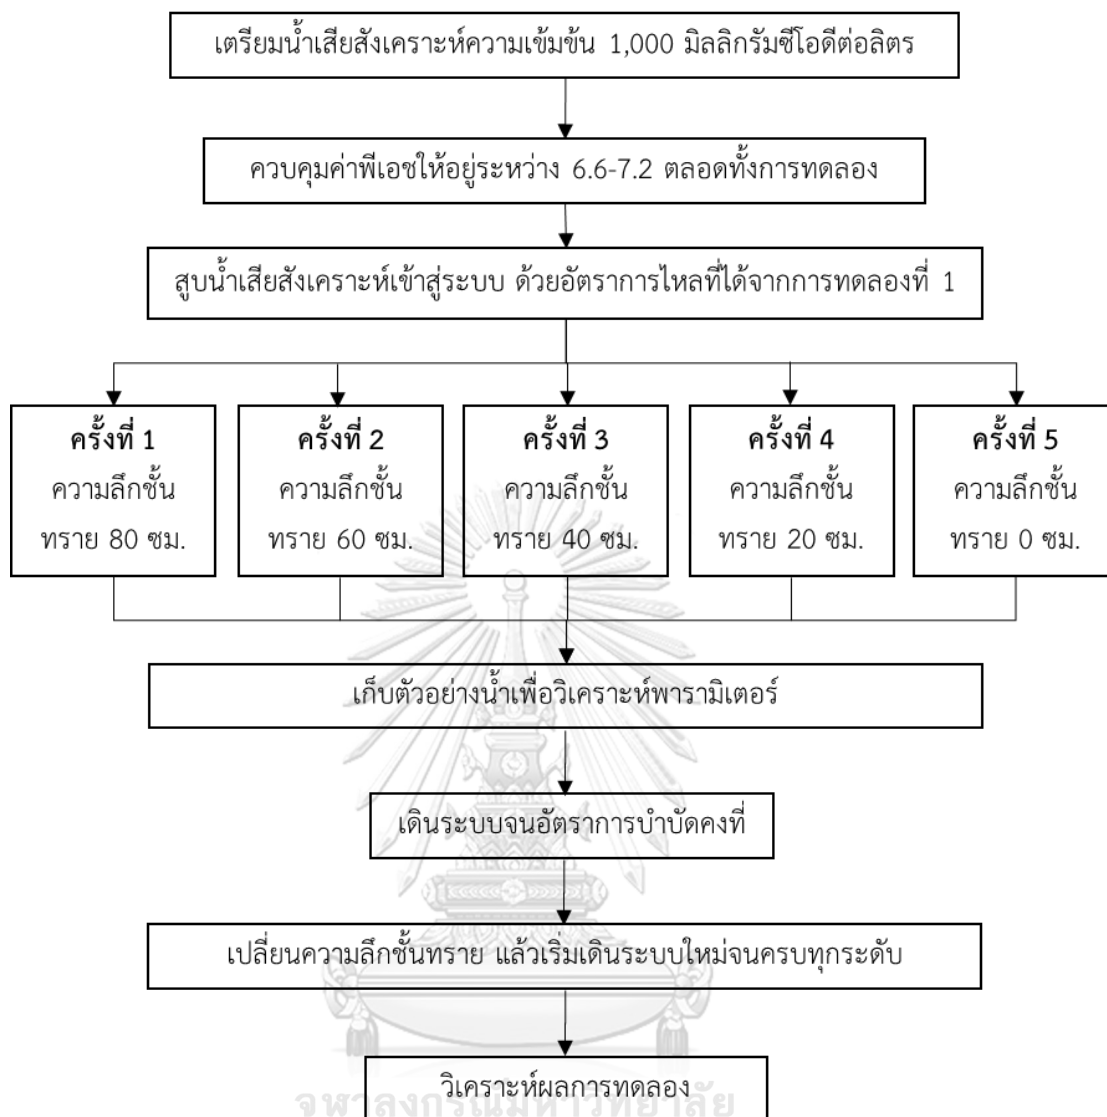 เตรียมน้ำเสียสังเคราะห์ความเข้มข้น 1,000 มิลลิกรัมซีโอดีต่อลิตร
ควบคุมค่าพีเอชให้อยู่ระหว่าง 6.6-7.2 ตลอดทั้งการทดลอง
สูบน้ำเสียสังเคราะห์เข้าสู่ระบบ ด้วยอัตราการไหลที่ได้จากการทดลองที่ 1
ครั้งที่ 1
ความลึกชั้น
ทราย 80 ซม.
ครั้งที่ 2
ความลึกชั้น
ทราย 60 ซม.
ครั้งที่ 3
ความลึกชั้น
ทราย 40 ซม.
ครั้งที่ 4
ความลึกชั้น
ทราย 20 ซม.
ครั้งที่ 5
ความลึกชั้น
ทราย 0 ซม.
เก็บตัวอย่างน้ำเพื่อวิเคราะห์พารามิเตอร์
เดินระบบจนอัตราการบำบัดคงที่
เปลี่ยนความลึกชั้นทราย แล้วเริ่มเดินระบบใหม่จนครบทุกระดับ
วิเคราะห์ผลการทดลอง
จุฬาลงกรณ์มหาวิทยาลัย